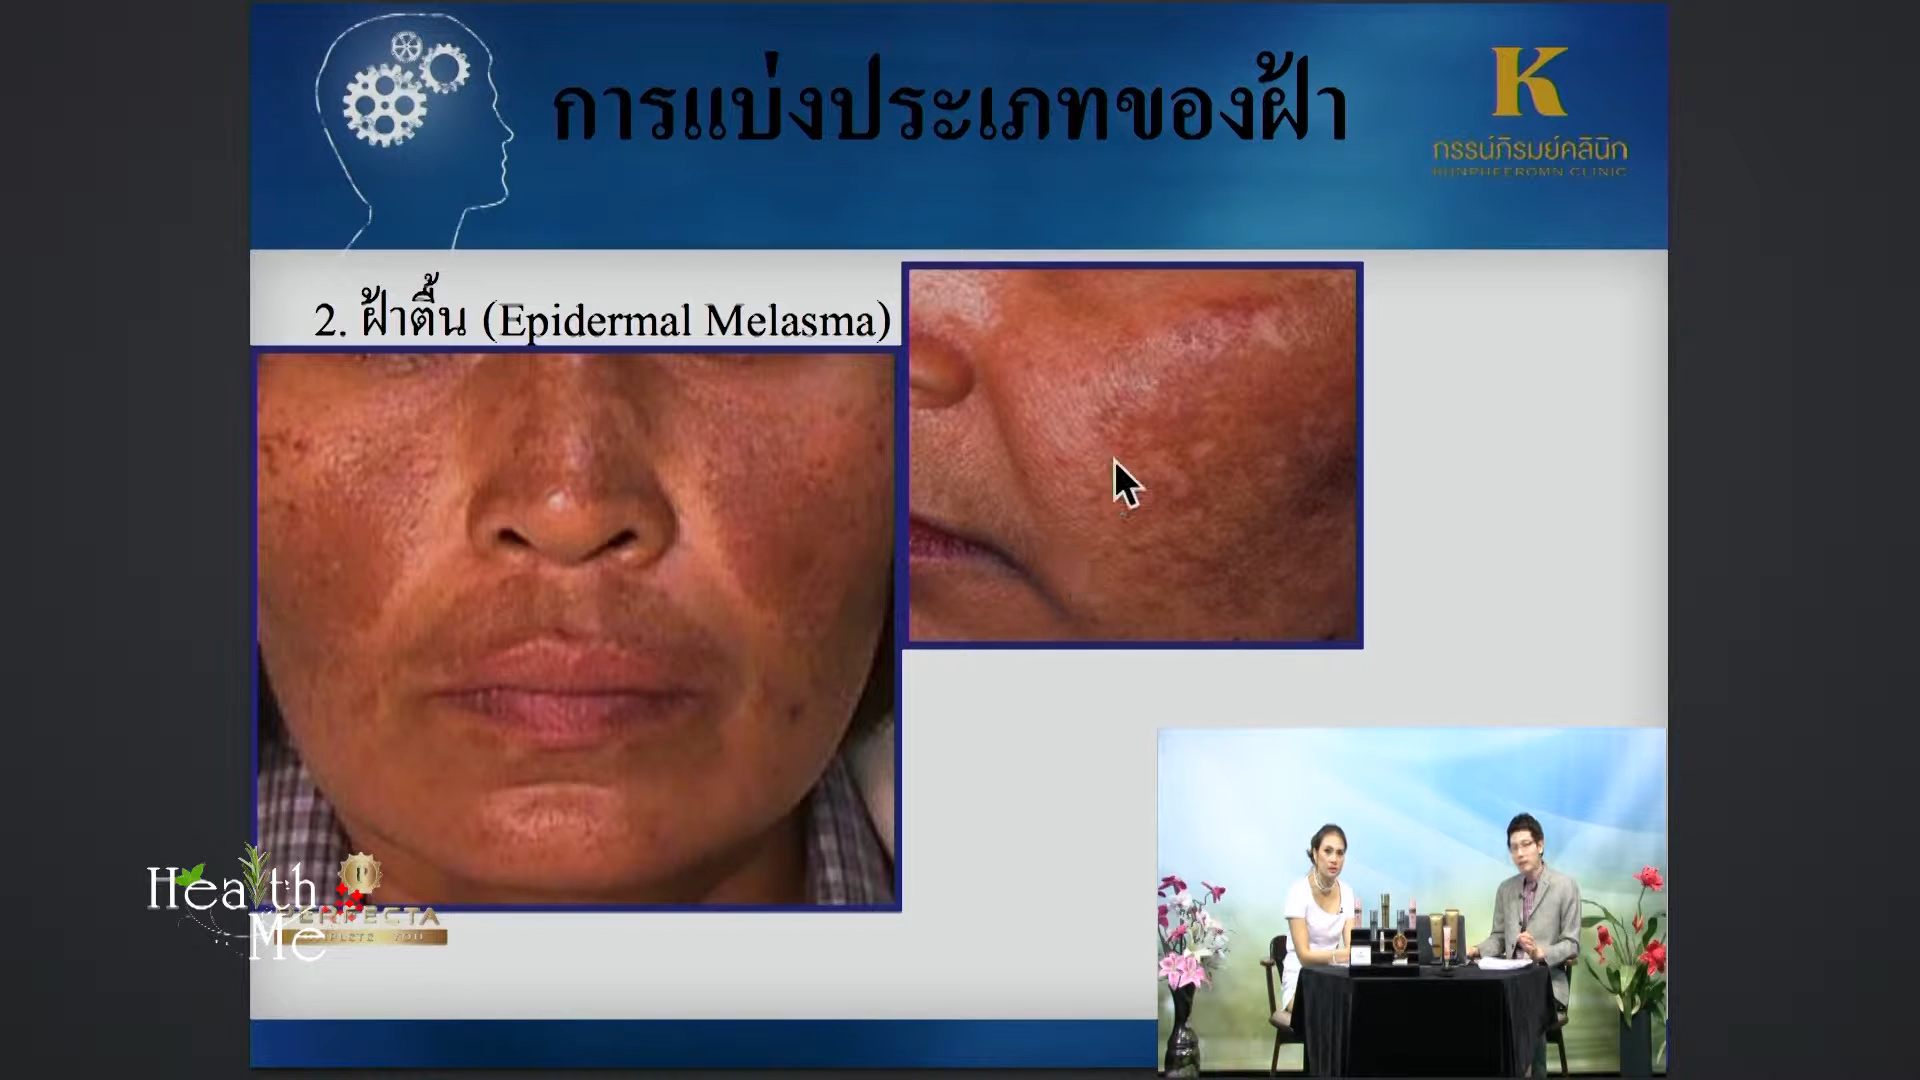 การแบ่งประเภทของฝ้า
K
กรรณ์ภิรมย์คลินิก
KUNPHEEROMN CLINIC
2. ฝ้าตื้น (Epidermal Melasma)
Health
Me
PERFECTA